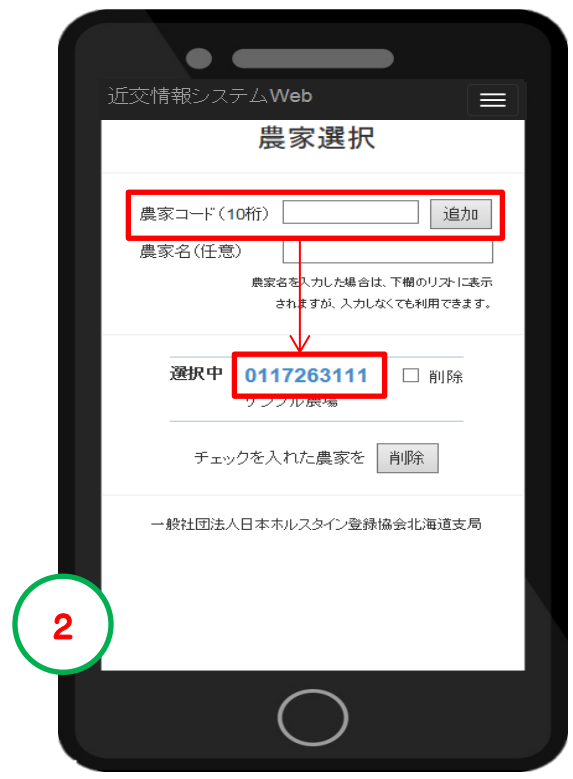 近交情報システムWeb
農家選択
農家コード(10桁)
追加
農家名(任意)
農家名を入力した場合は、下欄のリストに表示
されますが、入力しなくても利用できます。
選択中 0117263111 削除
サンプル農場
チェックを入れた農家を 削除
一般社団法人日本ホルスタイン登録協会北海道支局
2